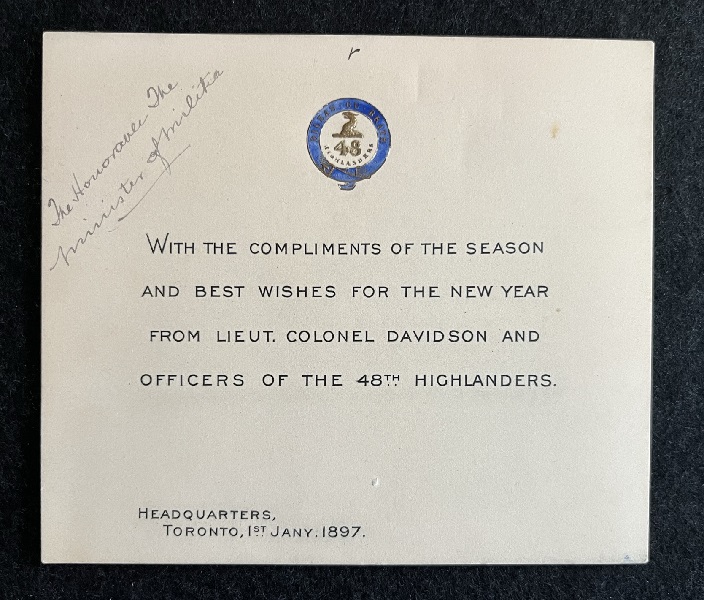 The Honorable The
Minister of Militia
48
HIGHLANDERS
WITH THE COMPLIMENTS OF THE SEASON
AND BEST WISHES FOR THE NEW YEAR
FROM LIEUT. COLONEL DAVIDSON AND
OFFICERS OF THE 48TH HIGHLANDERS.
HEADQUARTERS,
TORONTO, 1ST JANY. 1897.